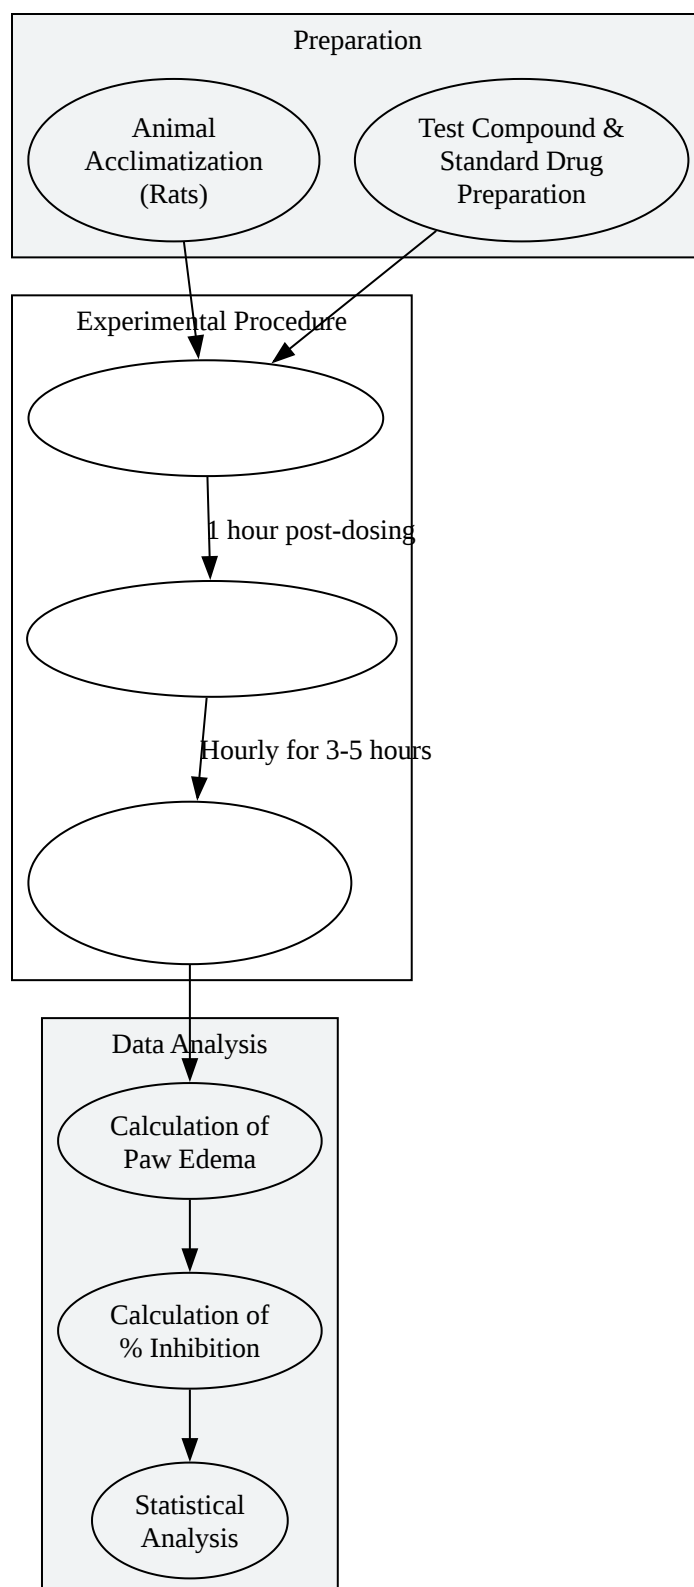 Preparation
Animal
Acclimatization
(Rats)
Test Compound &
Standard Drug
Preparation
Experimental Procedure
1 hour post-dosing
Hourly for 3-5 hours
Data Analysis
Calculation of
Paw Edema
Calculation of
% Inhibition
Statistical
Analysis